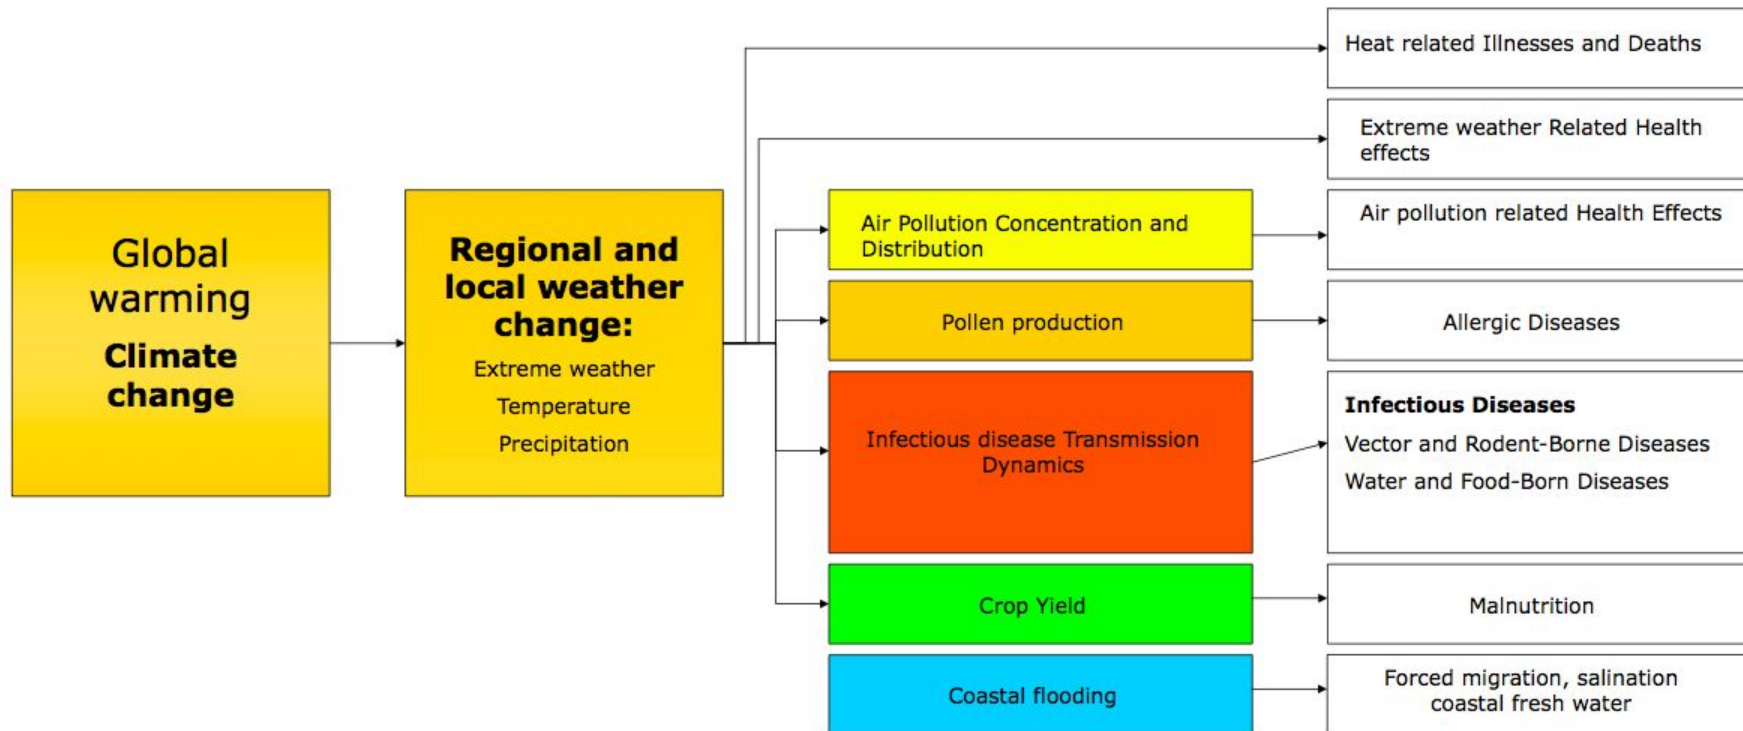 Global
warming
Climate
change
Regional and
local weather
change:
Extreme weather
Temperature
Precipitation
Heat related Illnesses and Deaths
Extreme weather Related Health
effects
Air Pollution Concentration and
Distribution
Air pollution related Health Effects
Pollen production
Allergic Diseases
Infectious disease Transmission
Dynamics
Infectious Diseases
Vector and Rodent-Borne Diseases
Water and Food-Born Diseases
Crop Yield
Malnutrition
Coastal flooding
Forced migration, salination
coastal fresh water